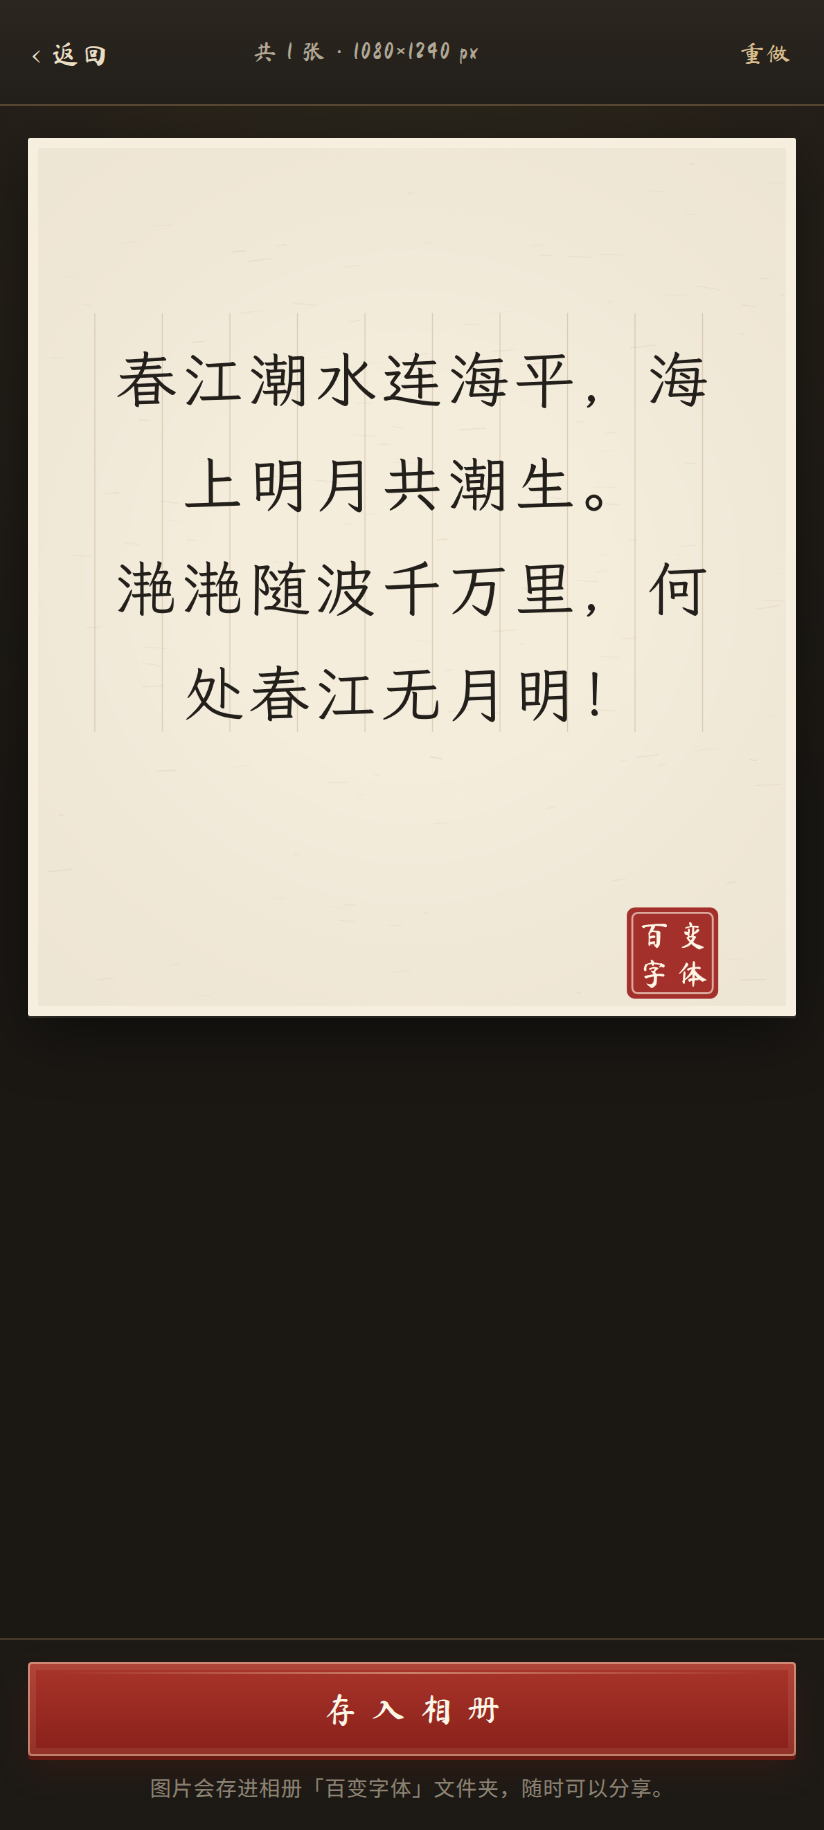 ‹ 返回
共 1 张 · 1080×1240 px
重做
春江潮水连海平，海
上明月共潮生。
滟滟随波千万里，何
处春江无月明！
百变
字体
存入相册
图片会存进相册「百变字体」文件夹，随时可以分享。